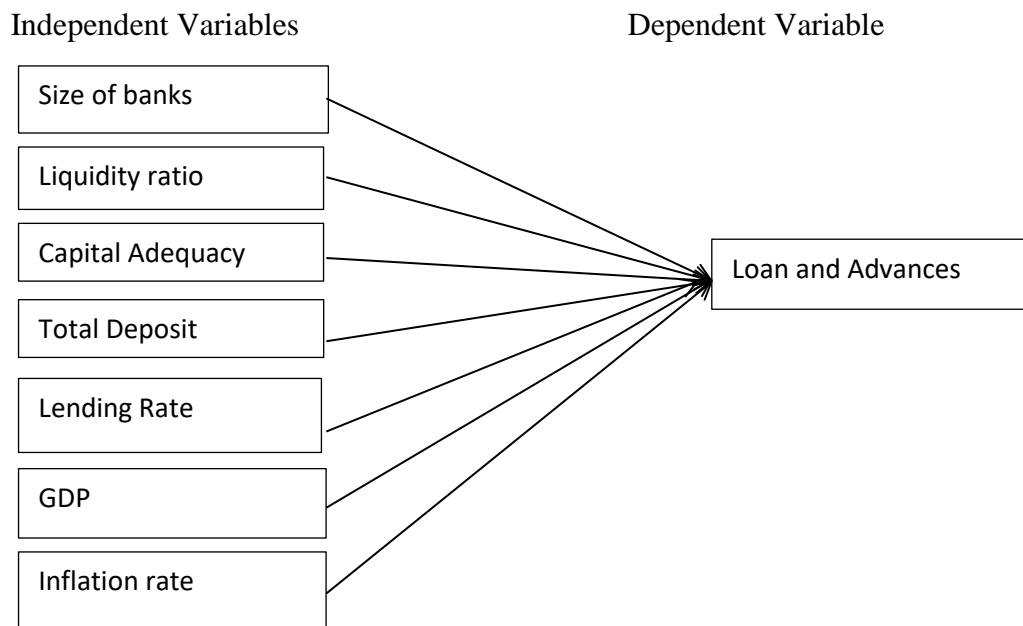 Independent Variables
Dependent Variable
Size of banks
Liquidity ratio
Capital Adequacy
Loan and Advances
Total Deposit
Lending Rate
GDP
Inflation rate